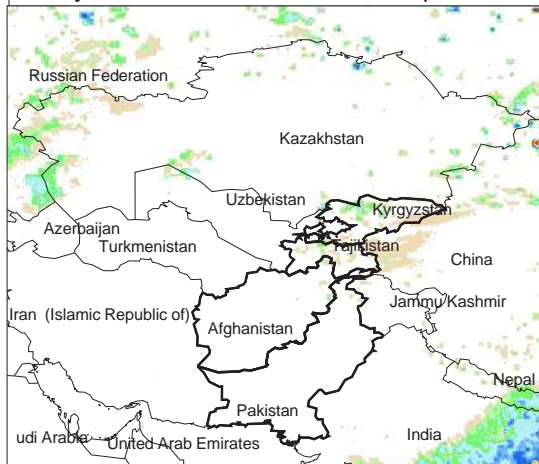 Russian Federation
Kazakhstan
Uzbekistan
Kyrgyzstan
Azerbaijan
Turkmenistan
Tajikistan
China
Jammu Kashmir
Iran (Islamic Republic of)
Afghanistan
Nepal
Pakistan
udi Arabia
United Arab Emirates
India